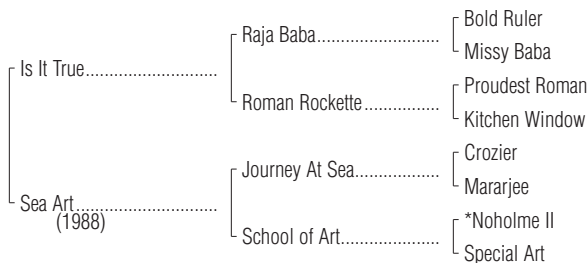 Bold Ruler
Raja Baba
Missy Baba
Is It True
Proudest Roman
Roman Rockette
Kitchen Window
Crozier
Journey At Sea
Mararjee
Sea Art
(1988)
*Noholme II
School of Art
Special Art